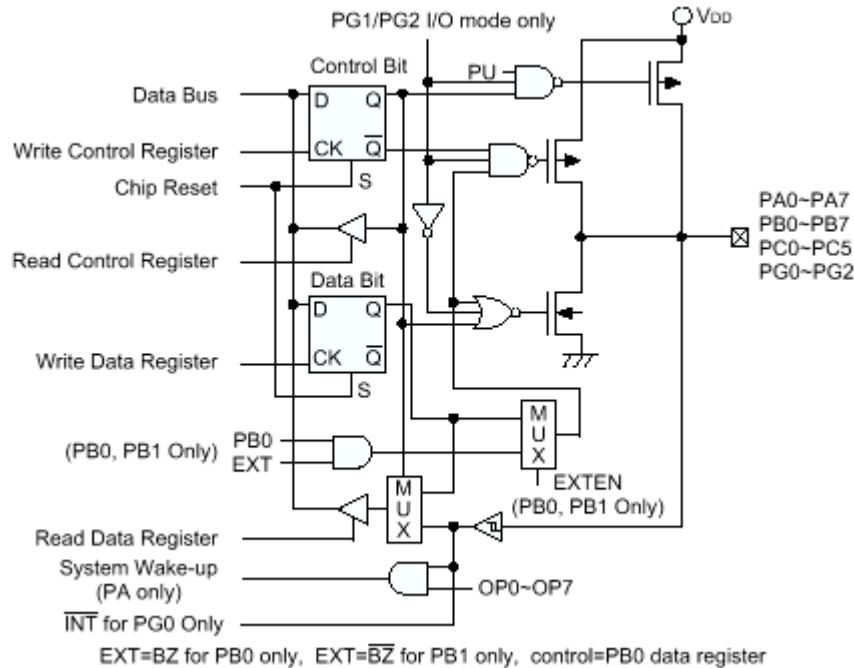 PG1/PG2 I/O mode only
VDD
Control Bit
PU
Data Bus
D Q
Write Control Register
CK Q̅
Chip Reset
S
PA0~PA7
PB0~PB7
PC0~PC5
PG0~PG2
Read Control Register
Data Bit
D Q
Write Data Register
CK Q̅
S
MUX
PB0
(PB0, PB1 Only)
EXT
EXTEN
(PB0, PB1 Only)
MUX
Read Data Register
System Wake-up
(PA only)
OP0~OP7
I̅N̅T̅ for PG0 Only
EXT=BZ for PB0 only, EXT=B̅Z̅ for PB1 only, control=PB0 data register